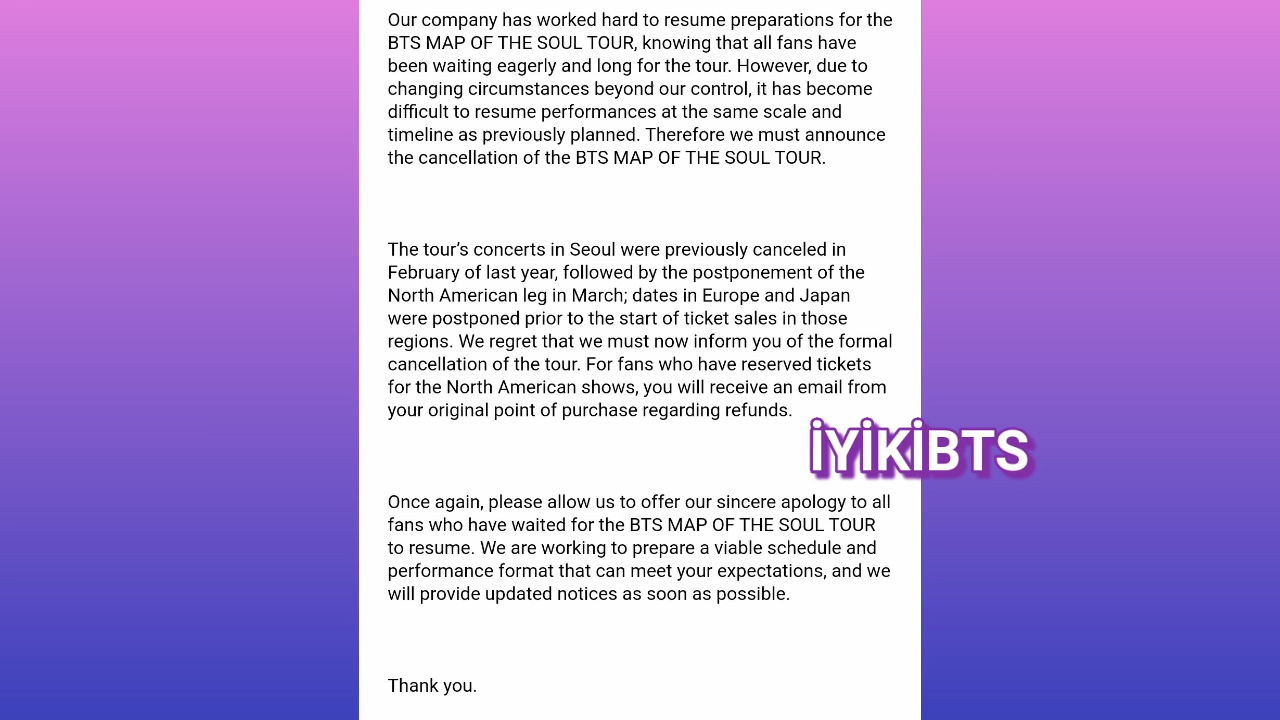 Our company has worked hard to resume preparations for the
BTS MAP OF THE SOUL TOUR, knowing that all fans have
been waiting eagerly and long for the tour. However, due to
changing circumstances beyond our control, it has become
difficult to resume performances at the same scale and
timeline as previously planned. Therefore we must announce
the cancellation of the BTS MAP OF THE SOUL TOUR.
The tour’s concerts in Seoul were previously canceled in
February of last year, followed by the postponement of the
North American leg in March; dates in Europe and Japan
were postponed prior to the start of ticket sales in those
regions. We regret that we must now inform you of the formal
cancellation of the tour. For fans who have reserved tickets
for the North American shows, you will receive an email from
your original point of purchase regarding refunds.
İYİKİBTS
Once again, please allow us to offer our sincere apology to all
fans who have waited for the BTS MAP OF THE SOUL TOUR
to resume. We are working to prepare a viable schedule and
performance format that can meet your expectations, and we
will provide updated notices as soon as possible.
Thank you.